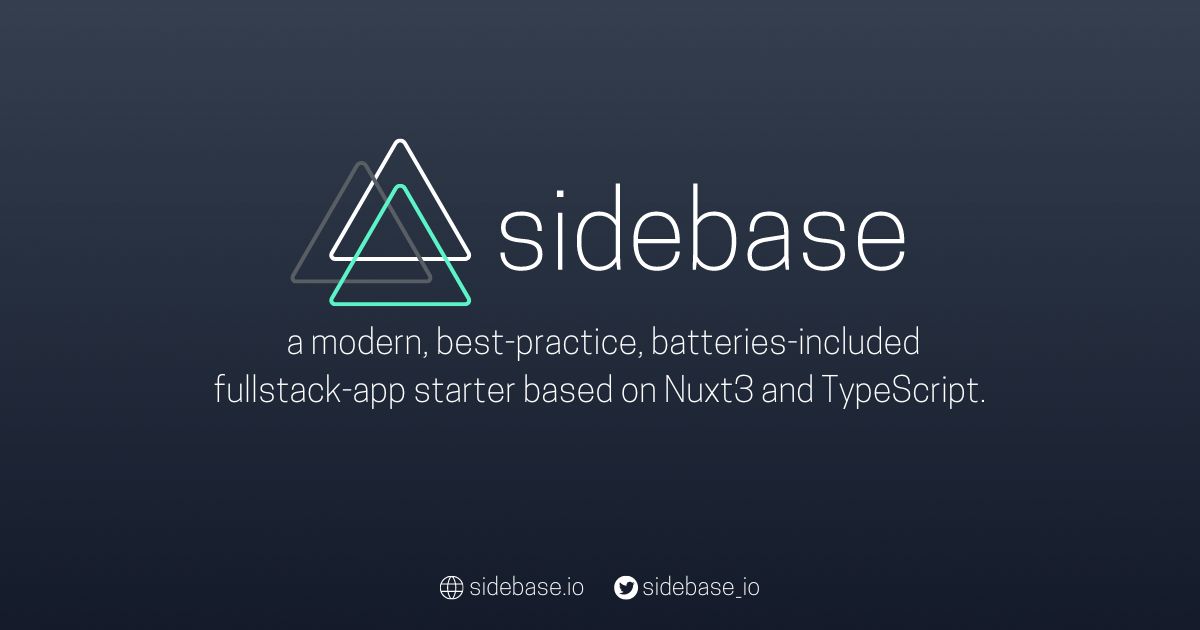 sidebase
a modern, best-practice, batteries-included
fullstack-app starter based on Nuxt3 and TypeScript.
sidebase.io sidebase_io